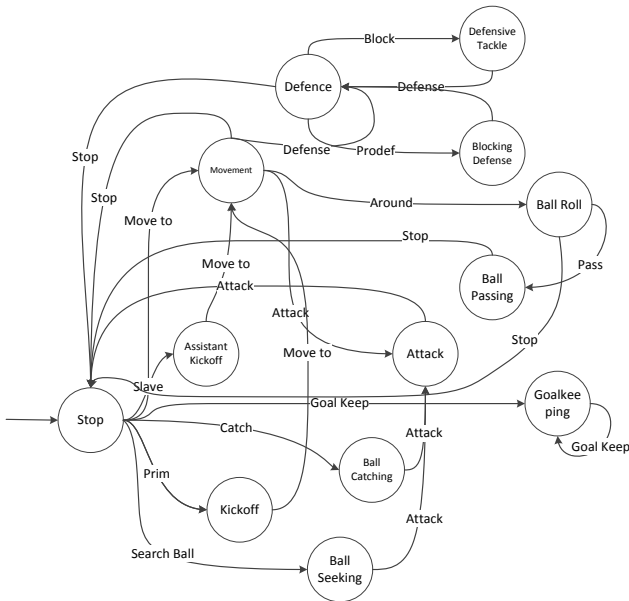 Block
Defensive
Tackle
Defence
Defense
Stop
Defense
Prodef
Blocking
Defense
Movement
Stop
Around
Ball Roll
Move to
Stop
Pass
Move to
Ball
Passing
Attack
Attack
Assistant
Kickoff
Move to
Attack
Stop
Slave
Goal Keep
Goalkee
ping
Stop
Catch
Attack
Goal Keep
Prim
Ball
Catching
Kickoff
Attack
Search Ball
Ball
Seeking